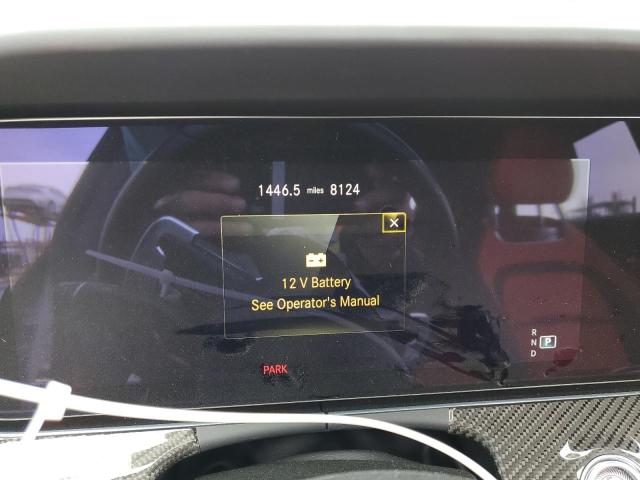 1446.5 miles 8124
X
12 V Battery
See Operator's Manual
R
N P
D
PARK